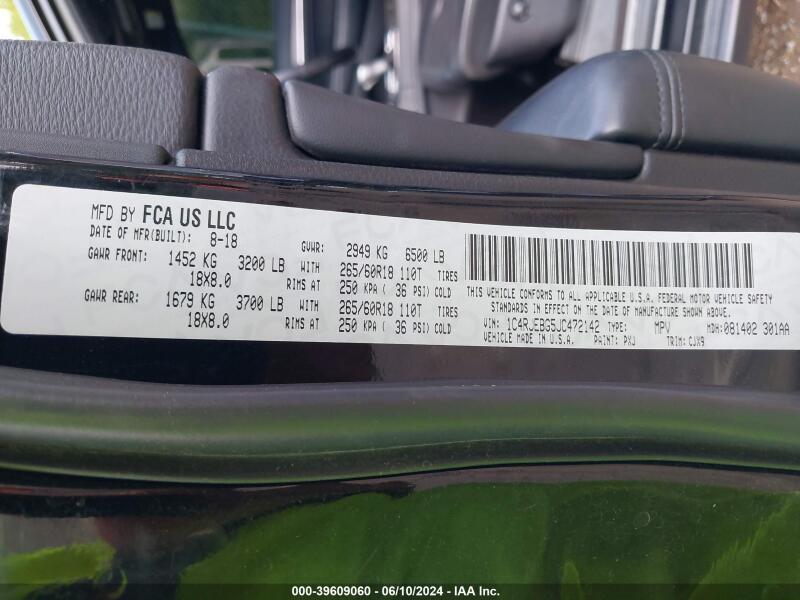 MFD BY FCA US LLC
DATE OF MFR(BUILT): 8-18 GVWR: 2949 KG 6500 LB
GAWR FRONT: 1452 KG 3200 LB WITH 265/60R18 110T TIRES
18X8.0 RIMS AT 250 KPA ( 36 PSI) COLD
GAWR REAR: 1679 KG 3700 LB WITH 265/60R18 110T TIRES
18X8.0 RIMS AT 250 KPA ( 36 PSI) COLD
THIS VEHICLE CONFORMS TO ALL APPLICABLE U.S.A. FEDERAL MOTOR VEHICLE SAFETY
STANDARDS IN EFFECT ON THE DATE OF MANUFACTURE SHOWN ABOVE.
VIN: 1C4RJEBG5JC472142 TYPE: MPV MDH: 081402 301AA
VEHICLE MADE IN U.S.A. PAINT: PXJ TRIM: CJX9
000-39609060 - 06/10/2024 - IAA Inc.